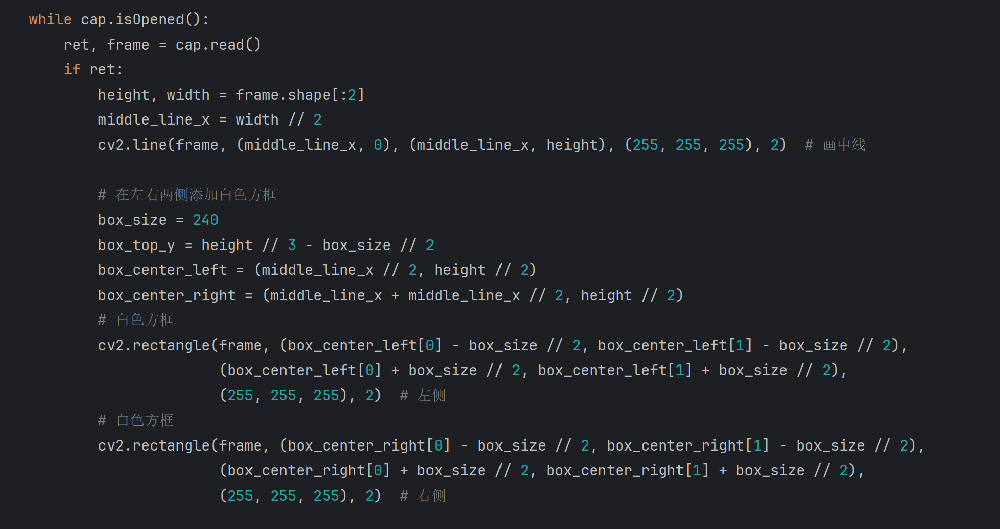 while cap.isOpened():
ret, frame = cap.read()
if ret:
height, width = frame.shape[:2]
middle_line_x = width // 2
cv2.line(frame, (middle_line_x, 0), (middle_line_x, height), (255, 255, 255), 2)  # 画中线
# 在左右两侧添加白色方框
box_size = 240
box_top_y = height // 3 - box_size // 2
box_center_left = (middle_line_x // 2, height // 2)
box_center_right = (middle_line_x + middle_line_x // 2, height // 2)
# 白色方框
cv2.rectangle(frame, (box_center_left[0] - box_size // 2, box_center_left[1] - box_size // 2),
(box_center_left[0] + box_size // 2, box_center_left[1] + box_size // 2),
(255, 255, 255), 2)  # 左侧
# 白色方框
cv2.rectangle(frame, (box_center_right[0] - box_size // 2, box_center_right[1] - box_size // 2),
(box_center_right[0] + box_size // 2, box_center_right[1] + box_size // 2),
(255, 255, 255), 2)  # 右侧